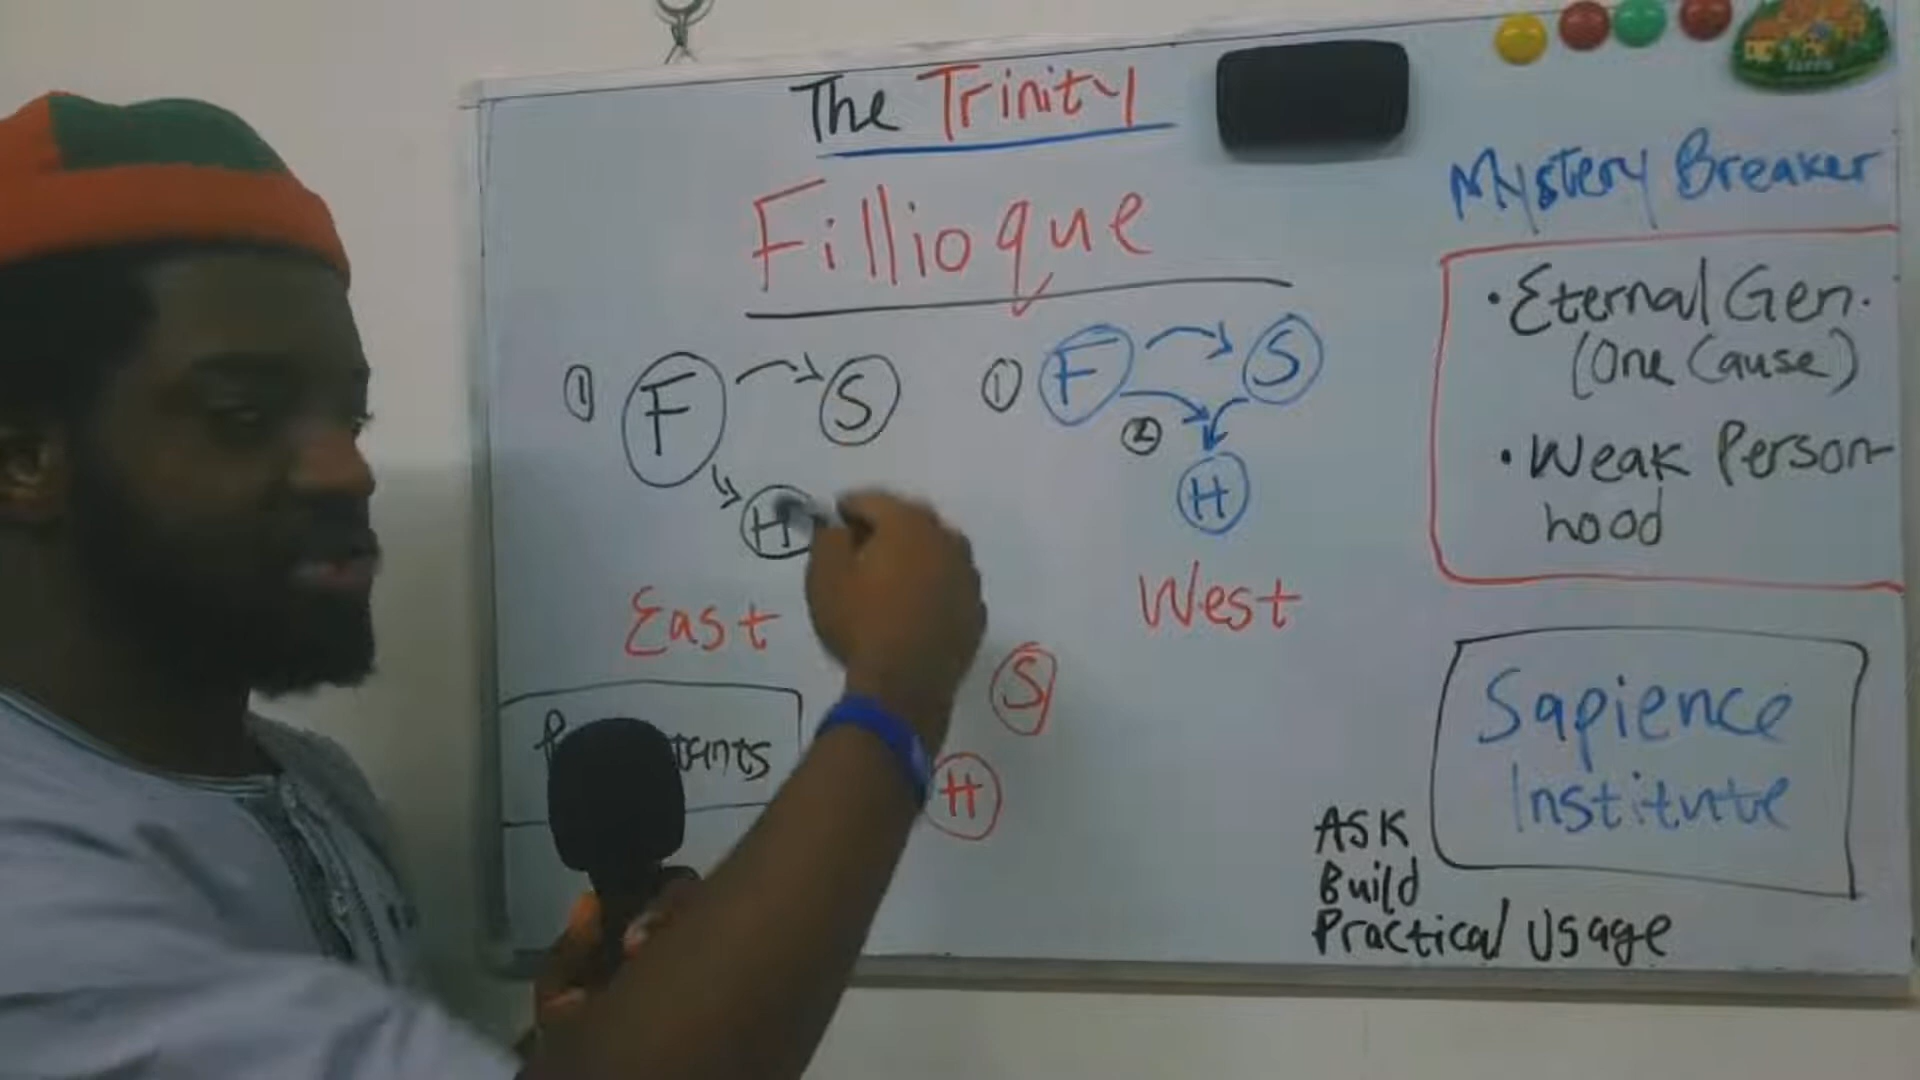 The Trinity
Fillioque
① F S
H
East
① F S
②
H
West
S
H
Mystery Breaker
• Eternal Gen.
(One Cause)
• Weak Person-
hood
Sapience
Institute
ASK
Build
Practical Usage